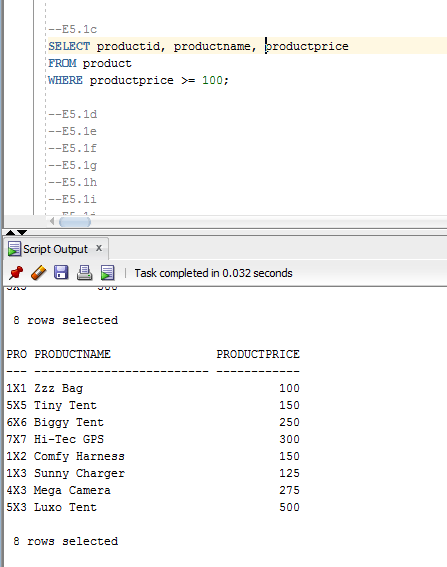 --E5.1c
SELECT productid, productname, productprice
FROM product
WHERE productprice >= 100;
--E5.1d
--E5.1e
--E5.1f
--E5.1g
--E5.1h
--E5.1i
Script Output x
Task completed in 0.032 seconds
8 rows selected
PRO PRODUCTNAME PRODUCTPRICE
--- ------------------------- ------------
1X1 Zzz Bag 100
5X5 Tiny Tent 150
6X6 Biggy Tent 250
7X7 Hi-Tec GPS 300
1X2 Comfy Harness 150
1X3 Sunny Charger 125
4X3 Mega Camera 275
5X3 Luxo Tent 500
8 rows selected